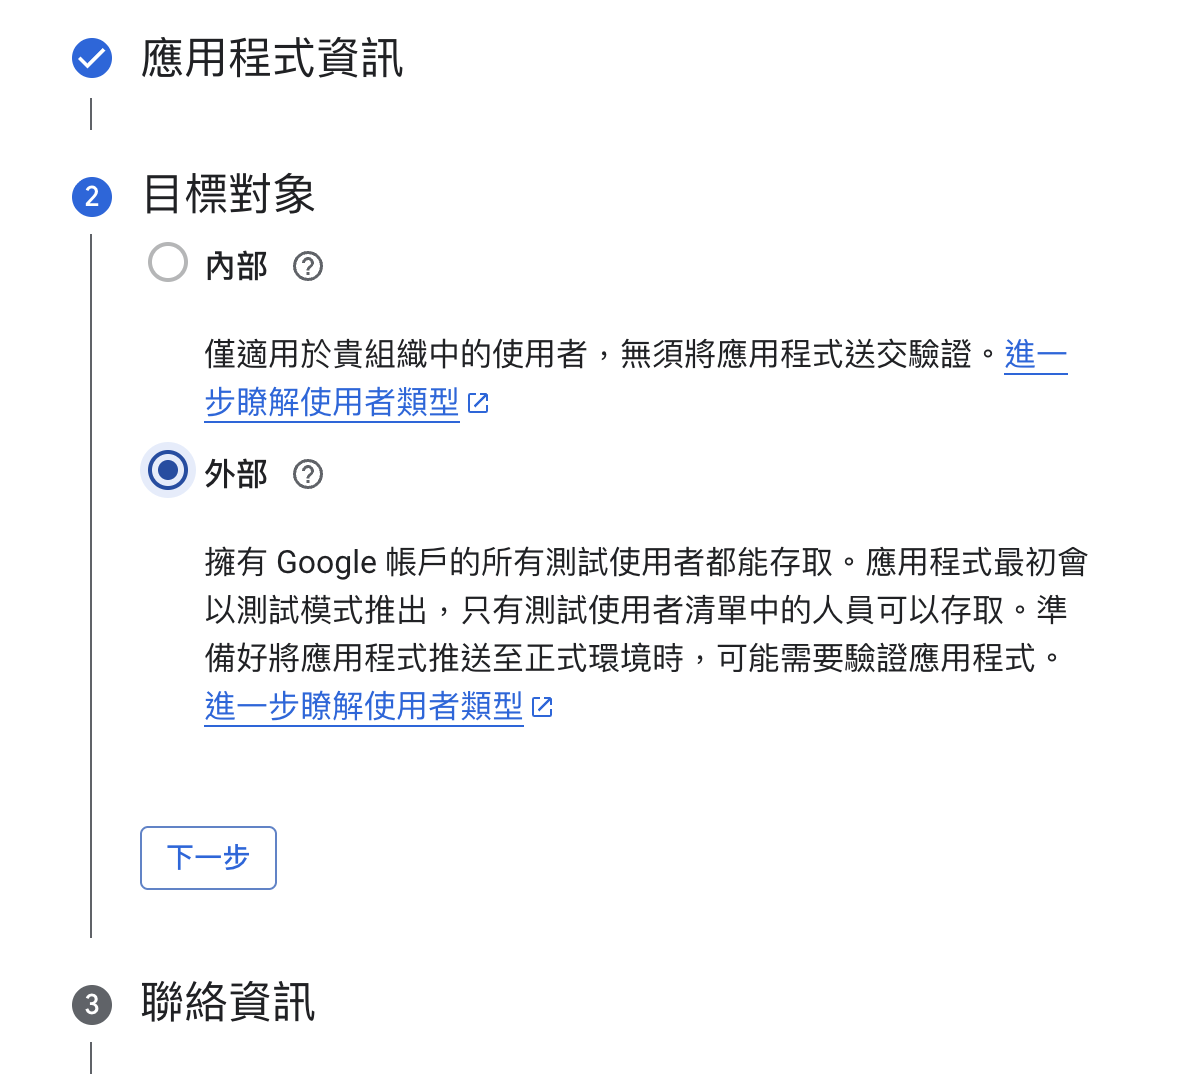 應用程式資訊
2 目標對象
內部
僅適用於貴組織中的使用者，無須將應用程式送交驗證。進一
步瞭解使用者類型
外部
擁有 Google 帳戶的所有測試使用者都能存取。應用程式最初會
以測試模式推出，只有測試使用者清單中的人員可以存取。準
備好將應用程式推送至正式環境時，可能需要驗證應用程式。
進一步瞭解使用者類型
下一步
3 聯絡資訊